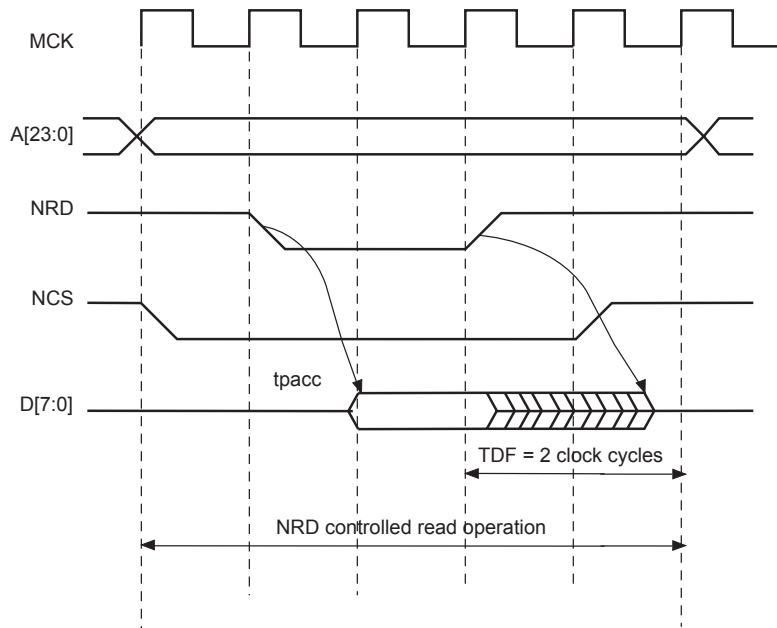 MCK
A[23:0]
NRD
NCS
tpacc
D[7:0]
TDF = 2 clock cycles
NRD controlled read operation